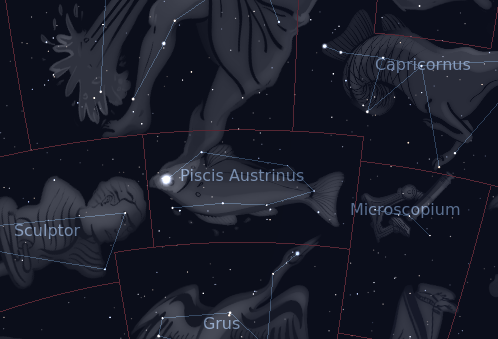 Capricornus
Piscis Austrinus
Microscopium
Sculptor
Grus